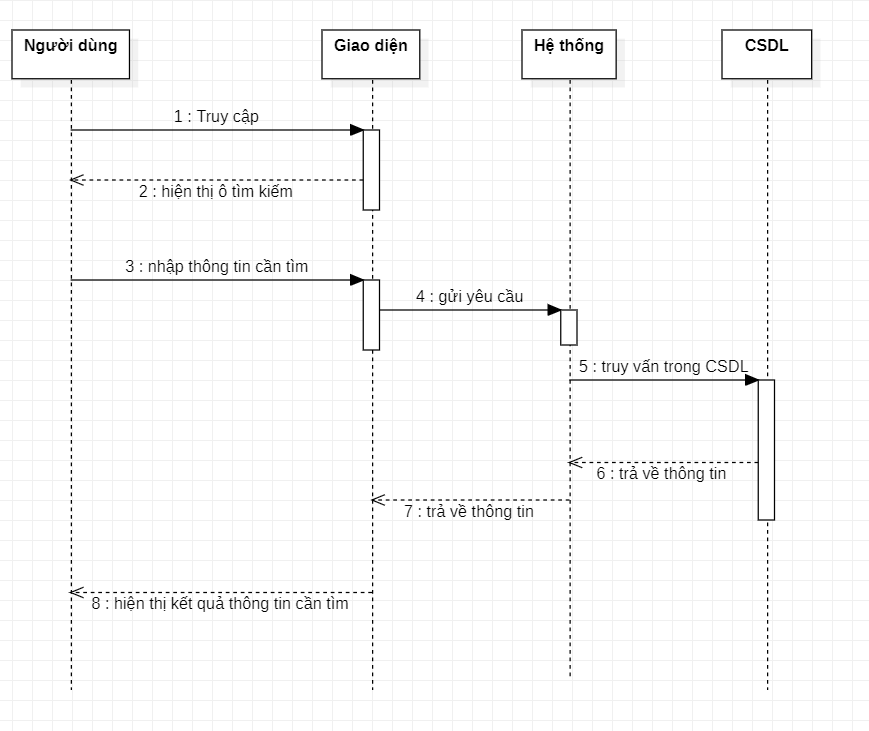 Người dùng
Giao diện
Hệ thống
CSDL
1 : Truy cập
2 : hiện thị ô tìm kiếm
3 : nhập thông tin cần tìm
4 : gửi yêu cầu
5 : truy vấn trong CSDL
6 : trả về thông tin
7 : trả về thông tin
8 : hiện thị kết quả thông tin cần tìm